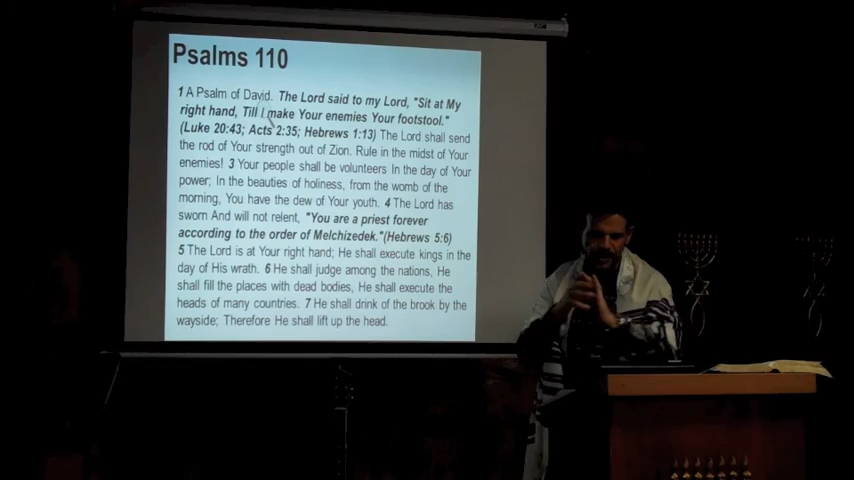 Psalms 110
1 A Psalm of David. The Lord said to my Lord, "Sit at My
right hand, Till I make Your enemies Your footstool."
(Luke 20:43; Acts 2:35; Hebrews 1:13) The Lord shall send
the rod of Your strength out of Zion. Rule in the midst of Your
enemies! 3 Your people shall be volunteers In the day of Your
power; In the beauties of holiness, from the womb of the
morning, You have the dew of Your youth. 4 The Lord has
sworn And will not relent, "You are a priest forever
according to the order of Melchizedek."(Hebrews 5:6)
5 The Lord is at Your right hand; He shall execute kings in the
day of His wrath. 6 He shall judge among the nations, He
shall fill the places with dead bodies, He shall execute the
heads of many countries. 7 He shall drink of the brook by the
wayside; Therefore He shall lift up the head.